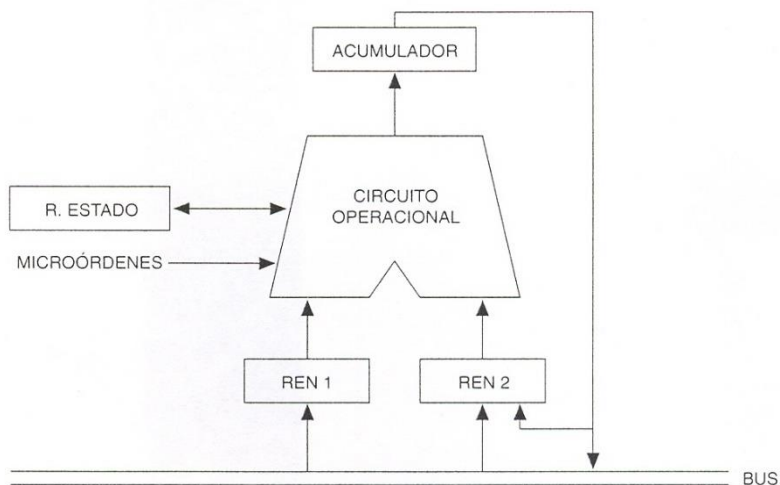 ACUMULADOR
CIRCUITO
OPERACIONAL
R. ESTADO
MICROÓRDENES
REN 1
REN 2
BUS